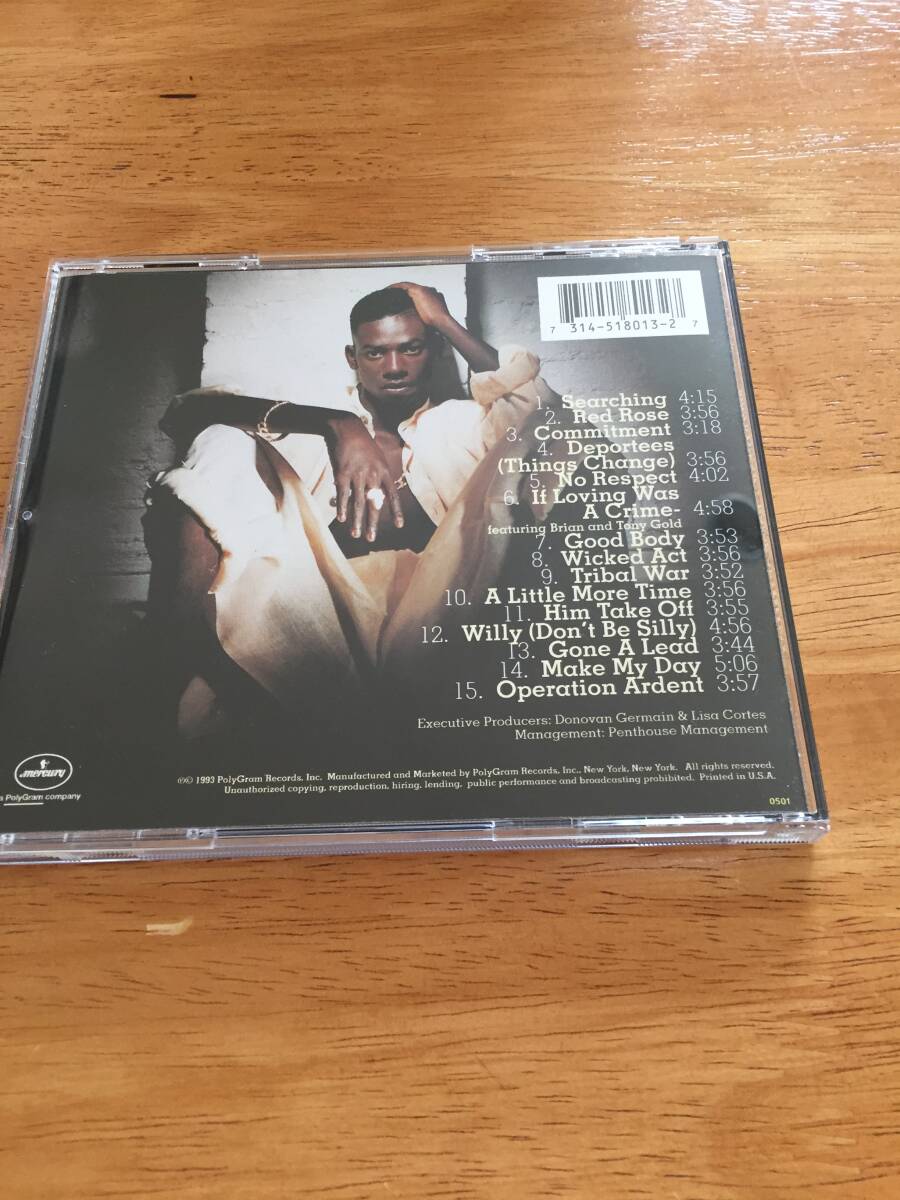 7 314-518013-2 7
1. Searching 4:15
2. Red Rose 3:56
3. Commitment 3:18
4. Deportees
(Things Change) 3:56
5. No Respect 4:02
6. If Loving Was
A Crime- 4:58
featuring Brian and Tony Gold
7. Good Body 3:53
8. Wicked Act 3:56
9. Tribal War 3:52
10. A Little More Time 3:56
11. Him Take Off 3:55
12. Willy (Don't Be Silly) 4:56
13. Gone A Lead 3:44
14. Make My Day 5:06
15. Operation Ardent 3:57
Executive Producers: Donovan Germain & Lisa Cortes
Management: Penthouse Management
mercury
a PolyGram company
℗© 1993 PolyGram Records, Inc. Manufactured and Marketed by PolyGram Records, Inc., New York, New York. All rights reserved.
Unauthorized copying, reproduction, hiring, lending, public performance and broadcasting prohibited. Printed in U.S.A.
0501